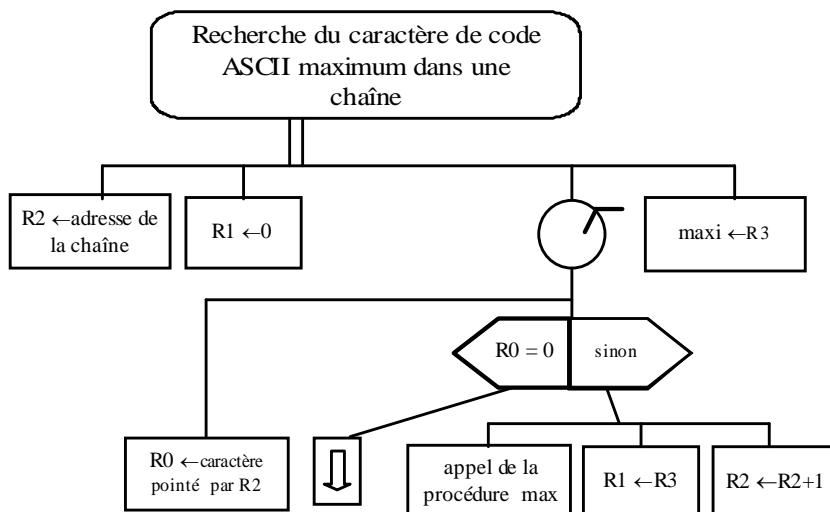 Recherche du caractère de code
ASCII maximum dans une
chaîne
R2 ←adresse de
la chaîne
R1 ←0
maxi ←R3
R0 = 0
sinon
R0 ←caractère
pointé par R2
appel de la
procédure max
R1 ←R3
R2 ←R2+1